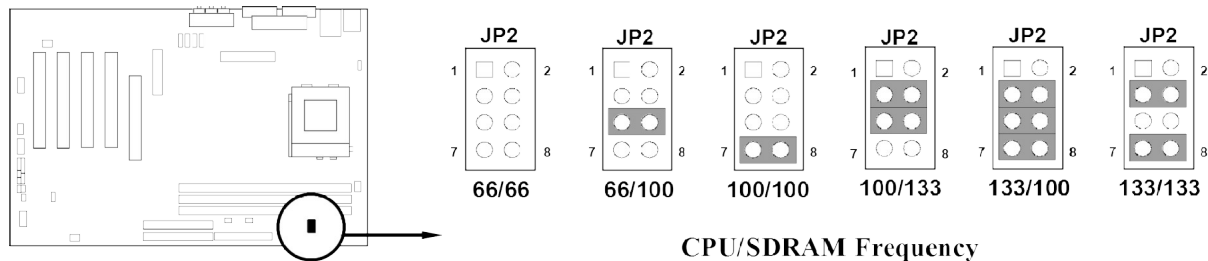 JP2 JP2 JP2 JP2 JP2 JP2
1 2 1 2 1 2 1 2 1 2 1 2
7 8 7 8 7 8 7 8 7 8 7 8
66/66 66/100 100/100 100/133 133/100 133/133
CPU/SDRAM Frequency